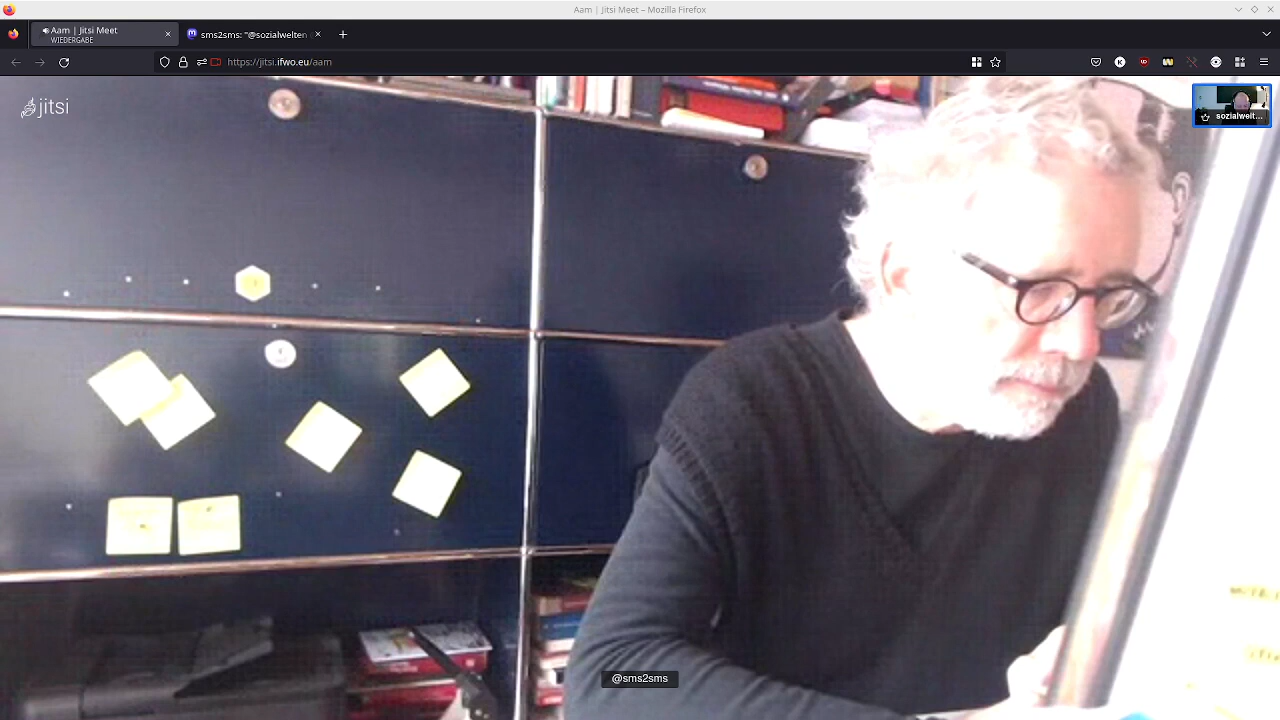 Aam | Jitsi Meet – Mozilla Firefox
Aam | Jitsi Meet
WIEDERGABE
sms2sms: "@sozialwelten
https://jitsi.ifwo.eu/aam
jitsi
sozialwelt...
@sms2sms